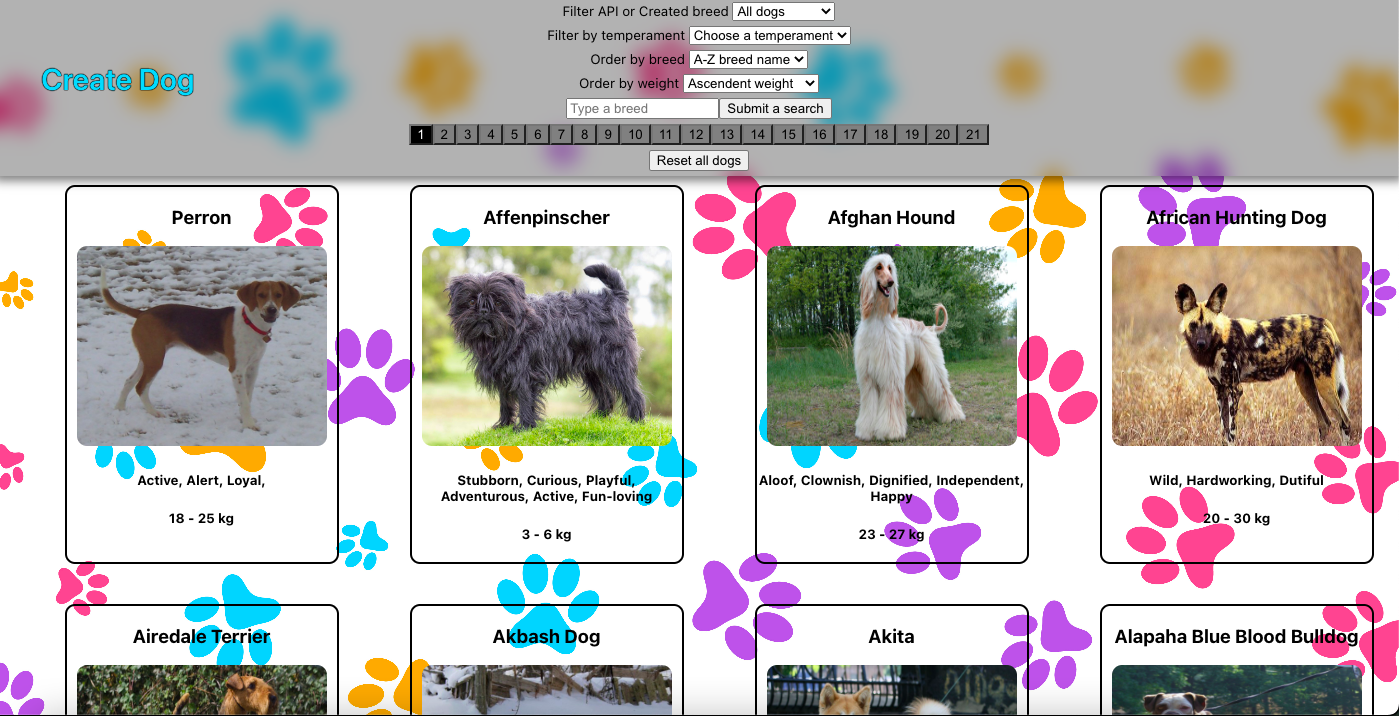 Filter API or Created breed All dogs
Filter by temperament Choose a temperament
Create Dog
Order by breed A-Z breed name
Order by weight Ascendent weight
Type a breed Submit a search
1 2 3 4 5 6 7 8 9 10 11 12 13 14 15 16 17 18 19 20 21
Reset all dogs
Perron
Active, Alert, Loyal,
18 - 25 kg
Affenpinscher
Stubborn, Curious, Playful,
Adventurous, Active, Fun-loving
3 - 6 kg
Afghan Hound
Aloof, Clownish, Dignified, Independent,
Happy
23 - 27 kg
African Hunting Dog
Wild, Hardworking, Dutiful
20 - 30 kg
Airedale Terrier
Akbash Dog
Akita
Alapaha Blue Blood Bulldog